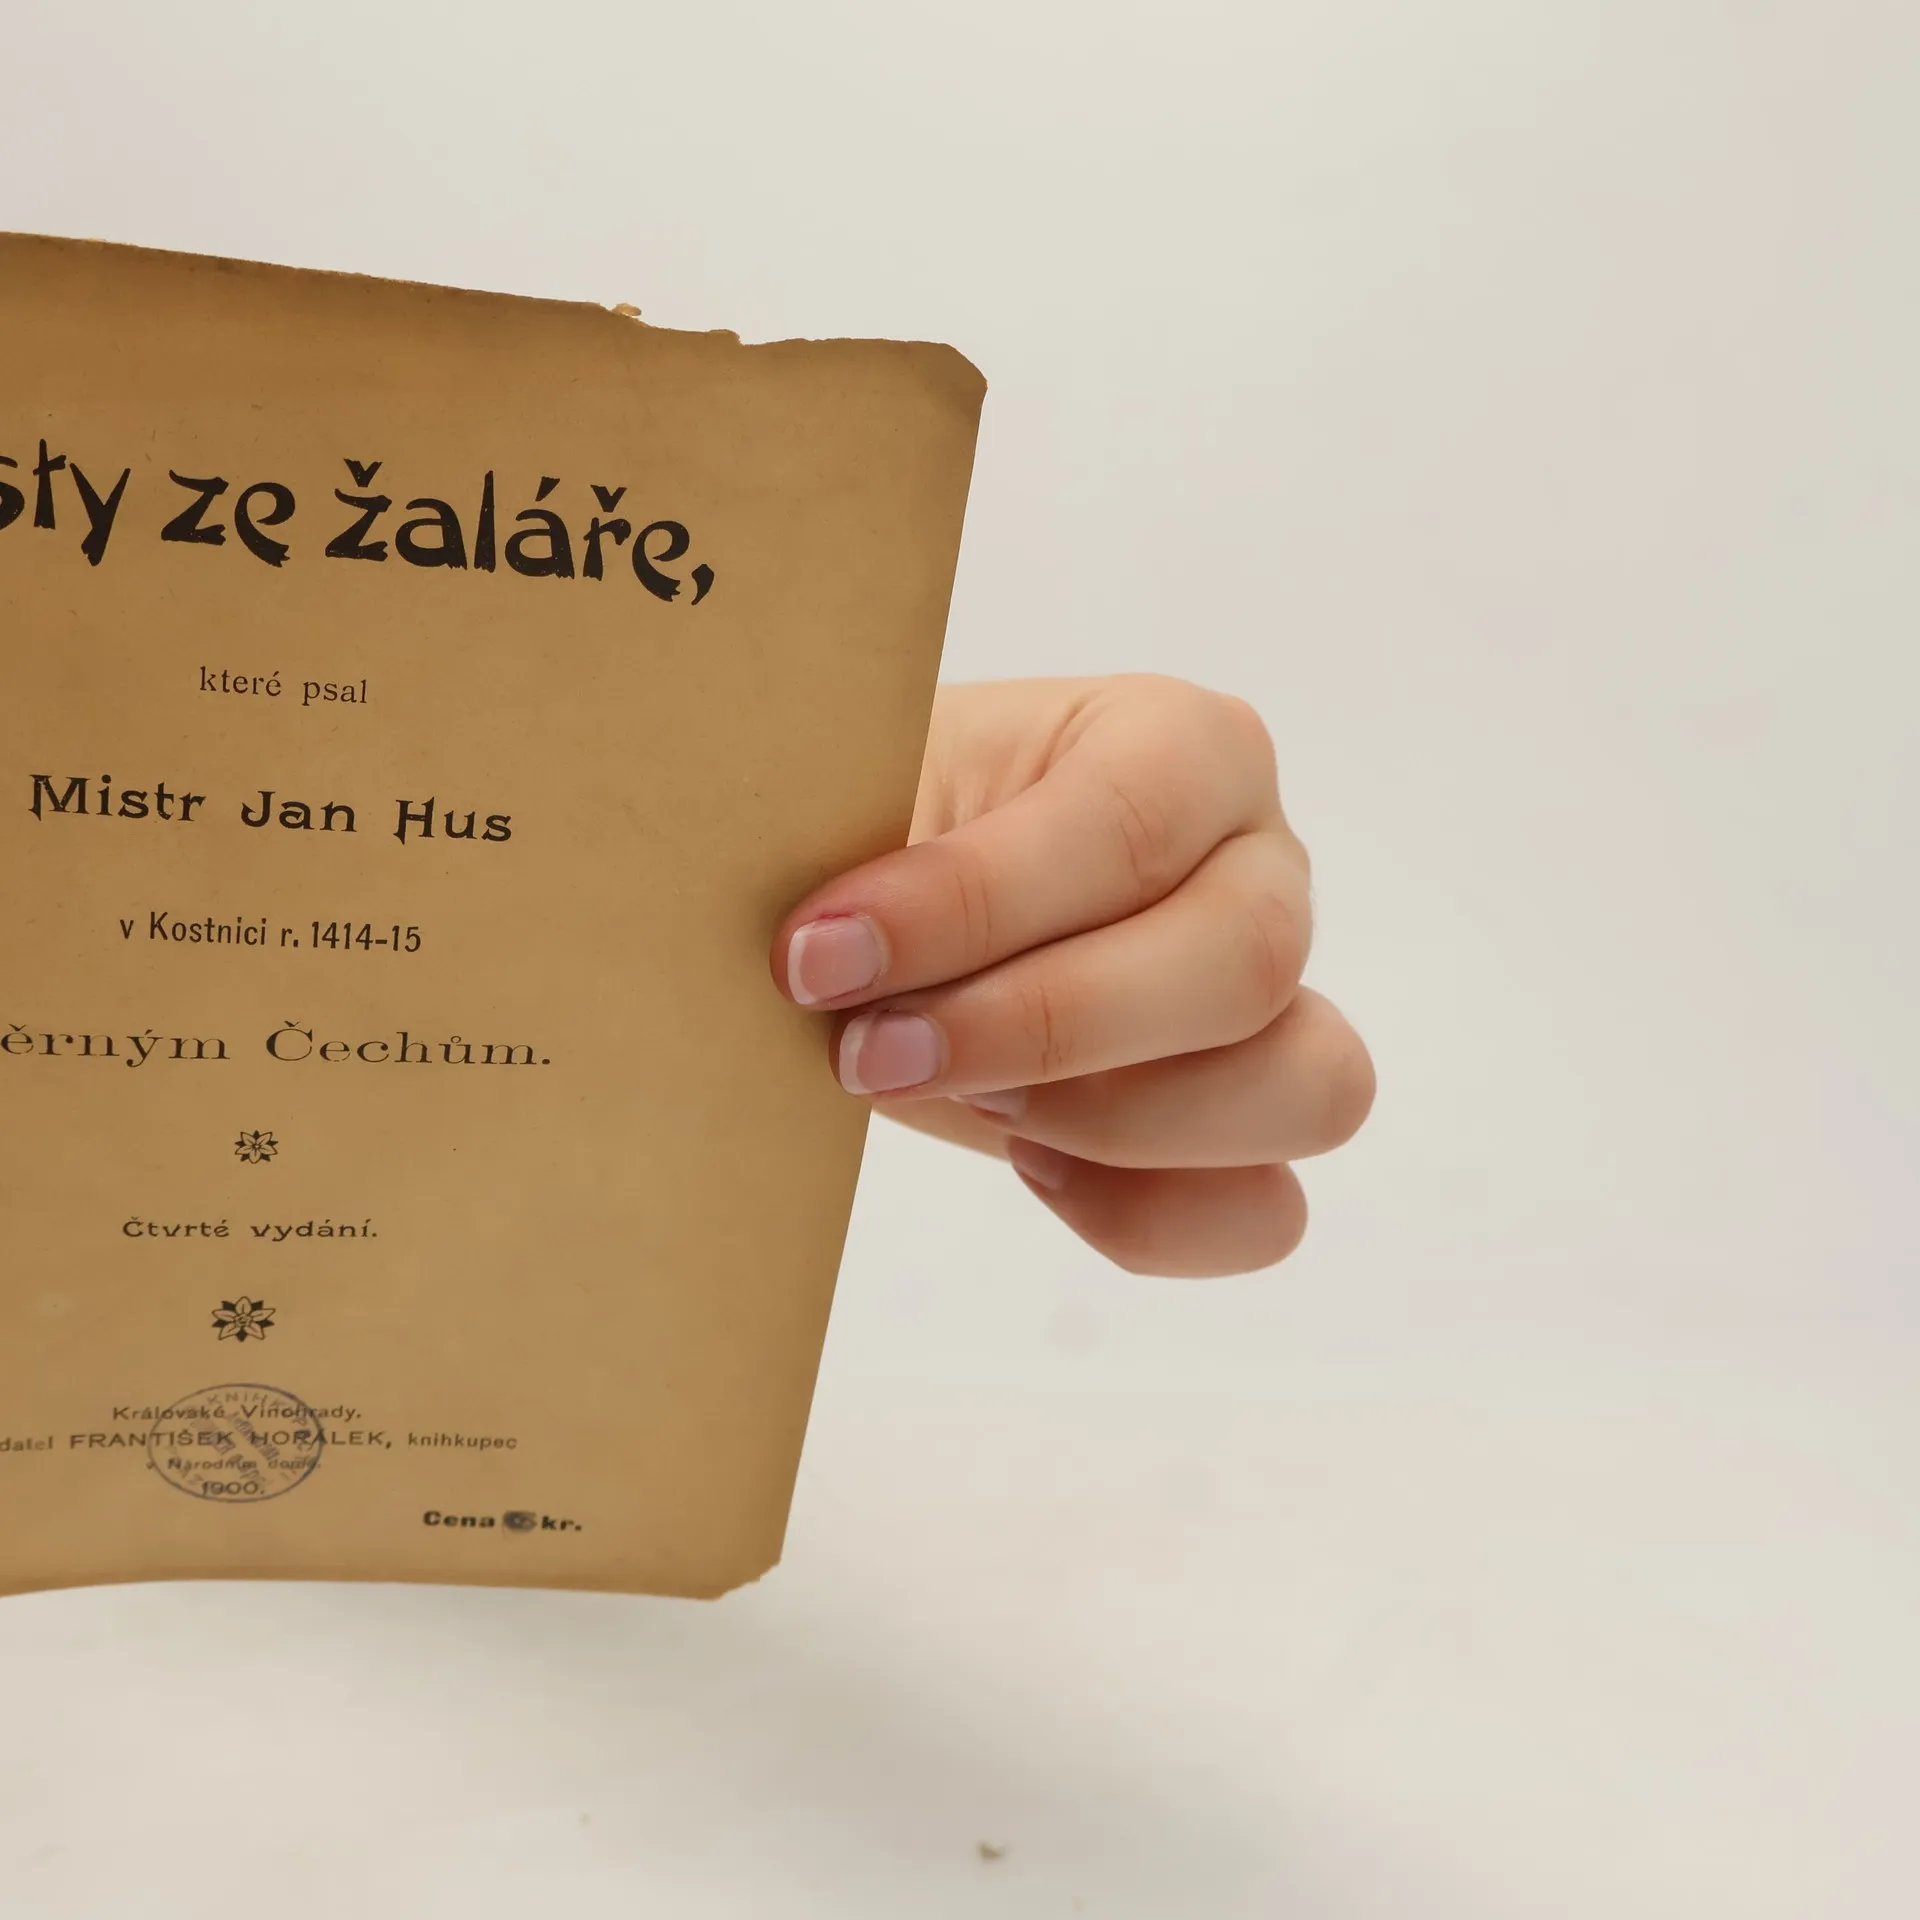 sty ze žaláře,
které psal
Mistr Jan Hus
v Kostnici r. 1414-15
ěrným Čechům.
Čtvrté vydání.
Královské Vinohrady.
datel FRANTIŠEK HORÁLEK, knihkupec
v Národním domě.
1900.
Cena kr.